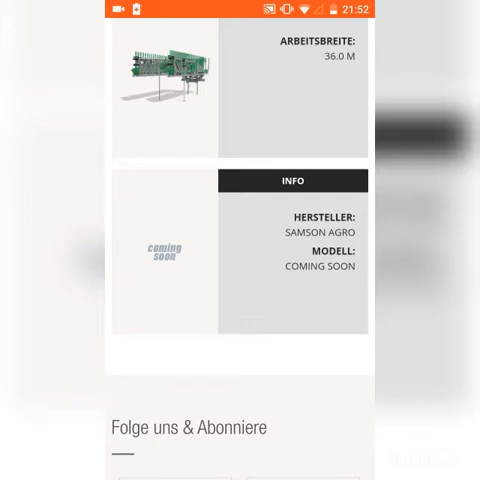 21:52
ARBEITSBREITE:
36.0 M
INFO
HERSTELLER:
SAMSON AGRO
coming
soon
MODELL:
COMING SOON
Folge uns & Abonniere